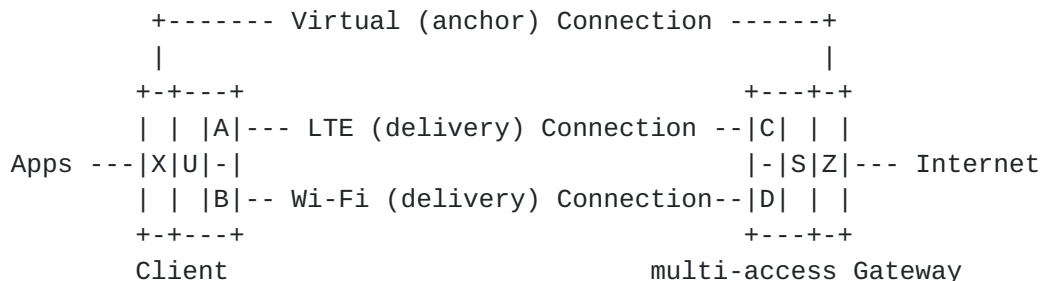 +------- Virtual (anchor) Connection ------+
|                                          |
+-+---+                                +---+-+
| | |A|--- LTE (delivery) Connection --|C| | |
Apps ---|X|U|-|                                |-|S|Z|--- Internet
| | |B|-- Wi-Fi (delivery) Connection--|D| | |
+-+---+                                +---+-+
Client                           multi-access Gateway